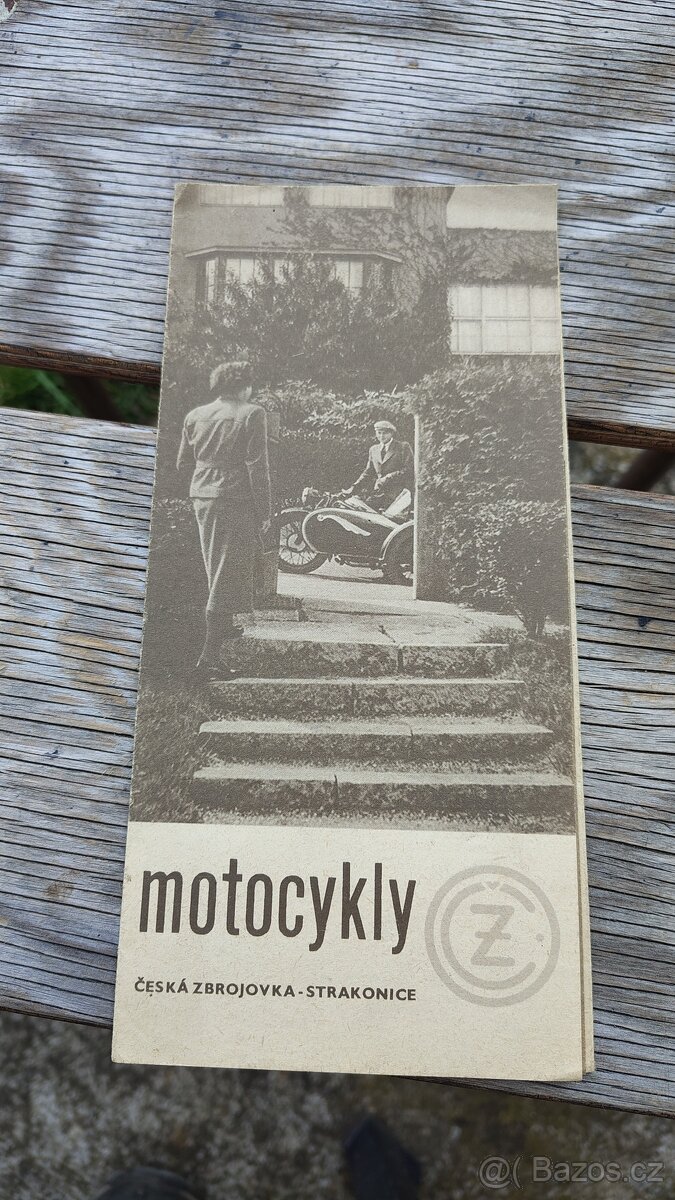 motocykly
ČZ
ČESKÁ ZBROJOVKA-STRAKONICE
@( Bazos.cz